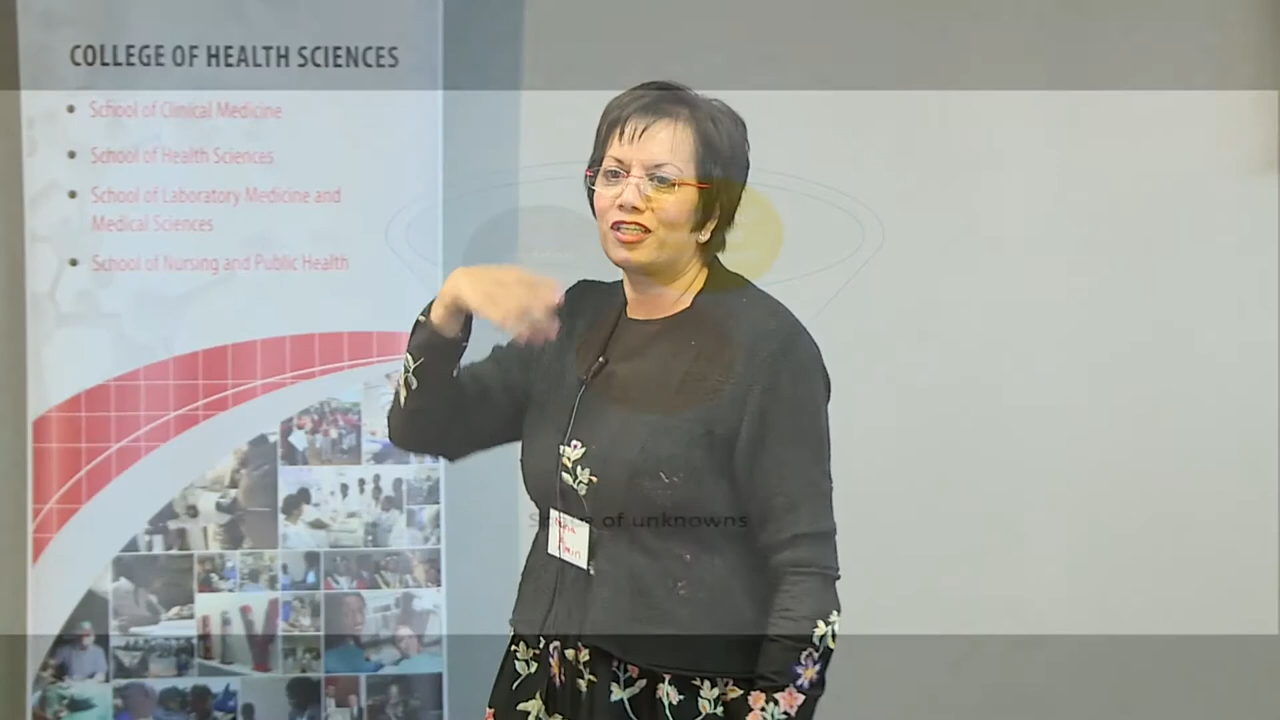 COLLEGE OF HEALTH SCIENCES
• School of Clinical Medicine
• School of Health Sciences
• School of Laboratory Medicine and
Medical Sciences
• School of Nursing and Public Health
of unknowns